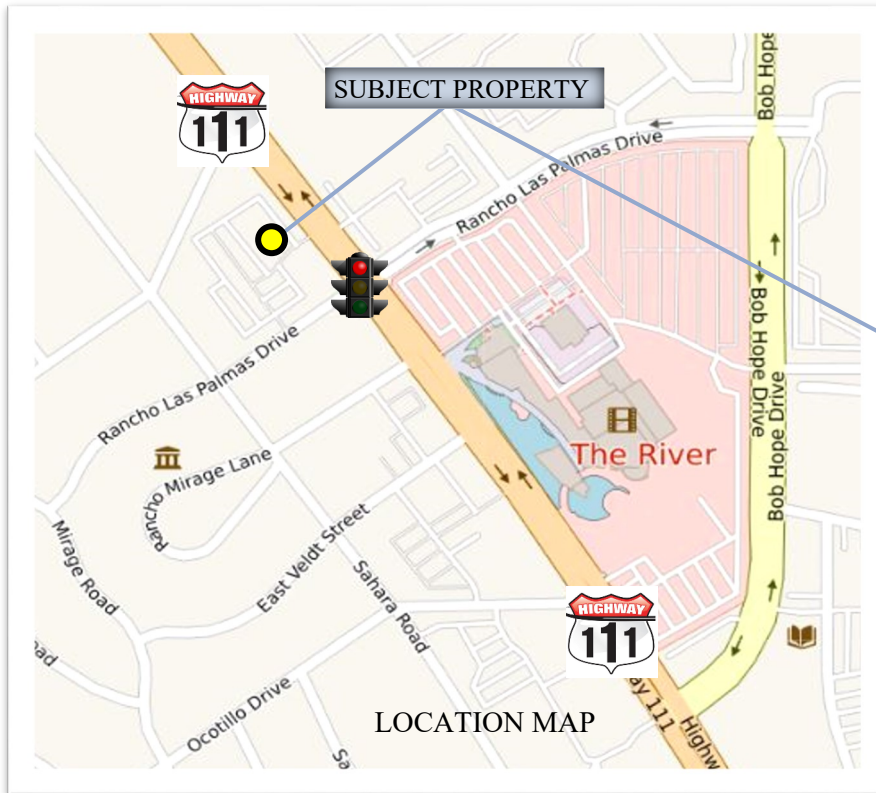 Bob Hope
HIGHWAY
111
SUBJECT PROPERTY
Rancho Las Palmas Drive
Bob Hope Drive
Rancho Las Palmas Drive
Bob Hope Drive
The River
Rancho Mirage Lane
Mirage Road
East Veldt Street
Sahara Road
HIGHWAY
111
oad
Ocotillo Drive
Sa
ay 111
Highw
LOCATION MAP